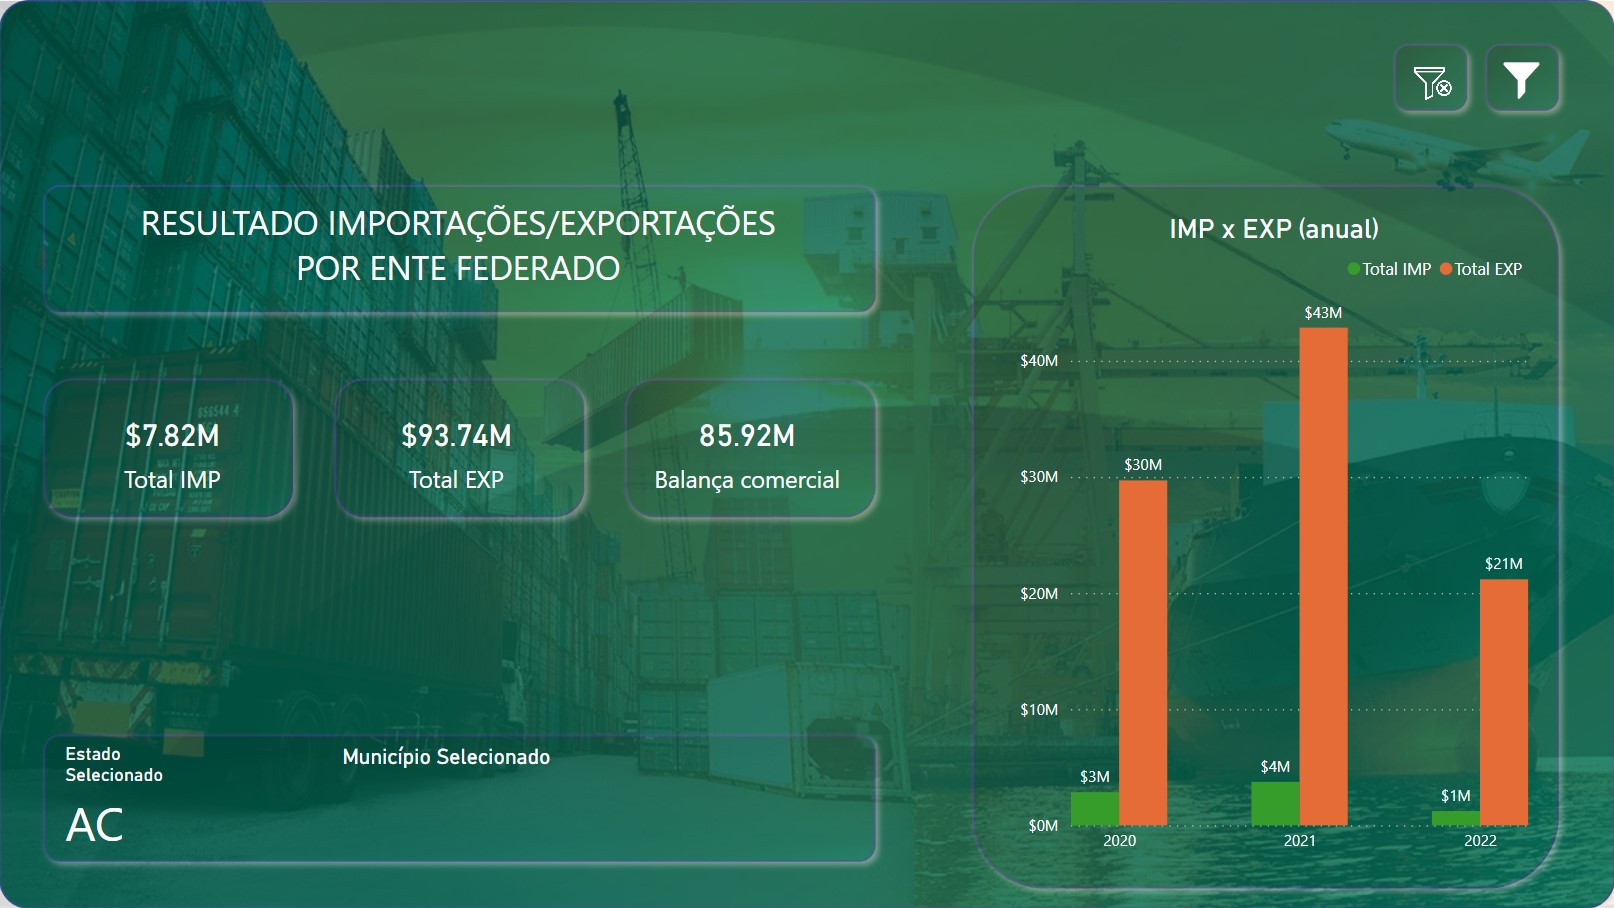 RESULTADO IMPORTAÇÕES/EXPORTAÇÕES
POR ENTE FEDERADO
$7.82M
Total IMP
$93.74M
Total EXP
85.92M
Balança comercial
Estado
Selecionado
AC
Município Selecionado
IMP x EXP (anual)
Total IMP Total EXP
$40M
$30M
$20M
$10M
$0M
$3M
$30M
$4M
$43M
$1M
$21M
2020
2021
2022